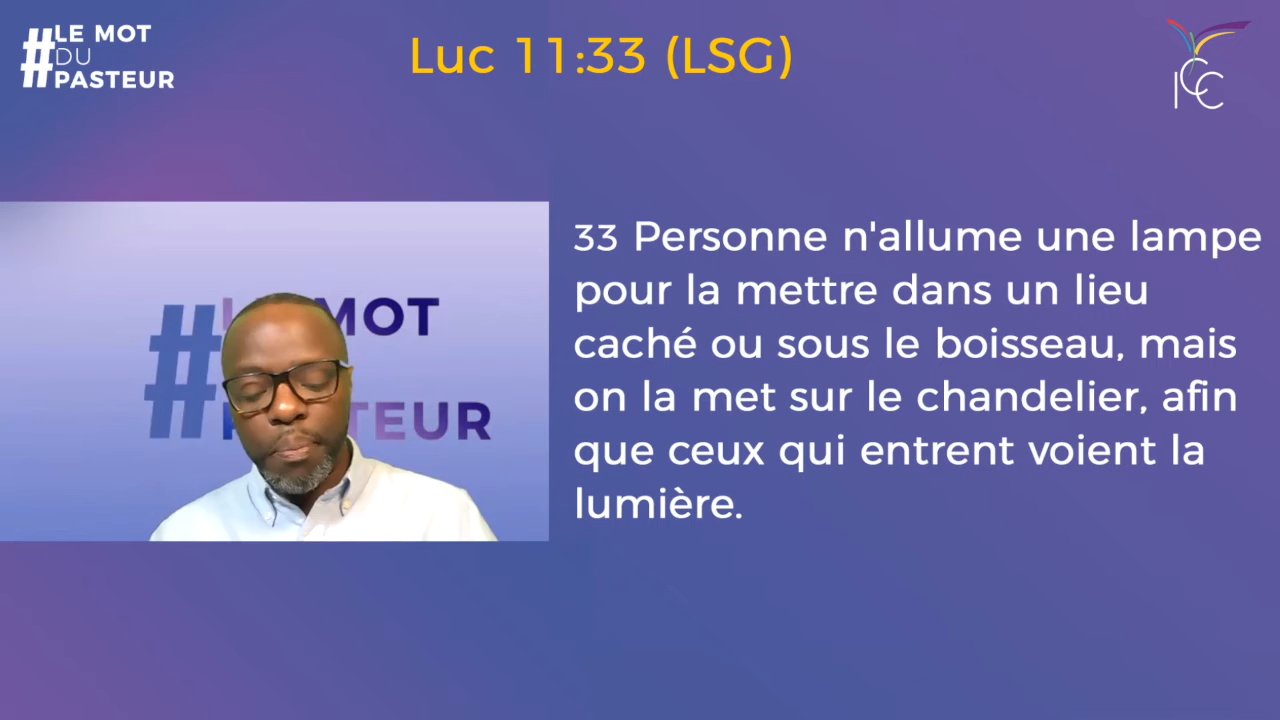 #LE MOT
DU
PASTEUR
Luc 11:33 (LSG)
ICC
# MOT
TEUR
33 Personne n'allume une lampe
pour la mettre dans un lieu
caché ou sous le boisseau, mais
on la met sur le chandelier, afin
que ceux qui entrent voient la
lumière.